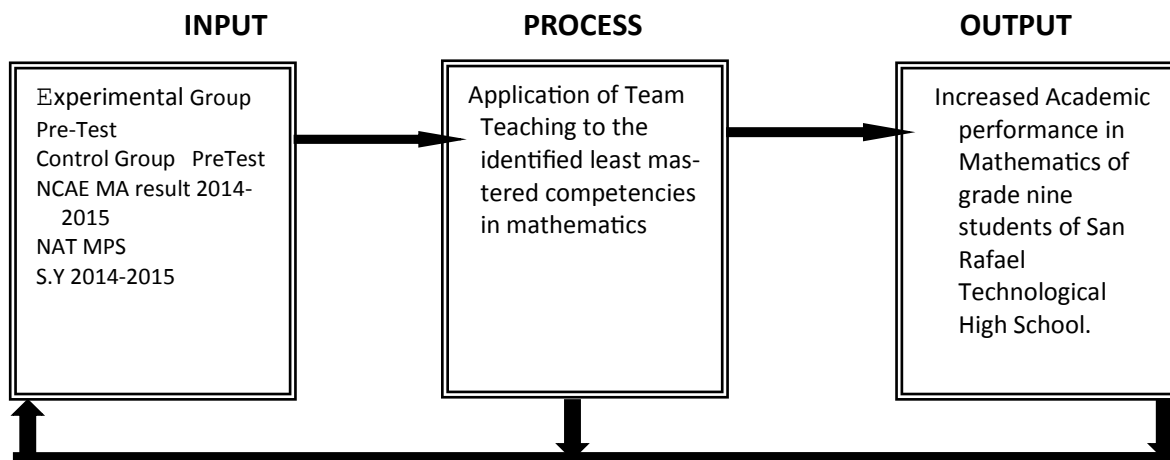 INPUT
PROCESS
OUTPUT
Experimental Group
Pre-Test
Control Group PreTest
NCAE MA result 2014-
2015
NAT MPS
S.Y 2014-2015
Application of Team
Teaching to the
identified least mas-
tered competencies
in mathematics
Increased Academic
performance in
Mathematics of
grade nine
students of San
Rafael
Technological
High School.